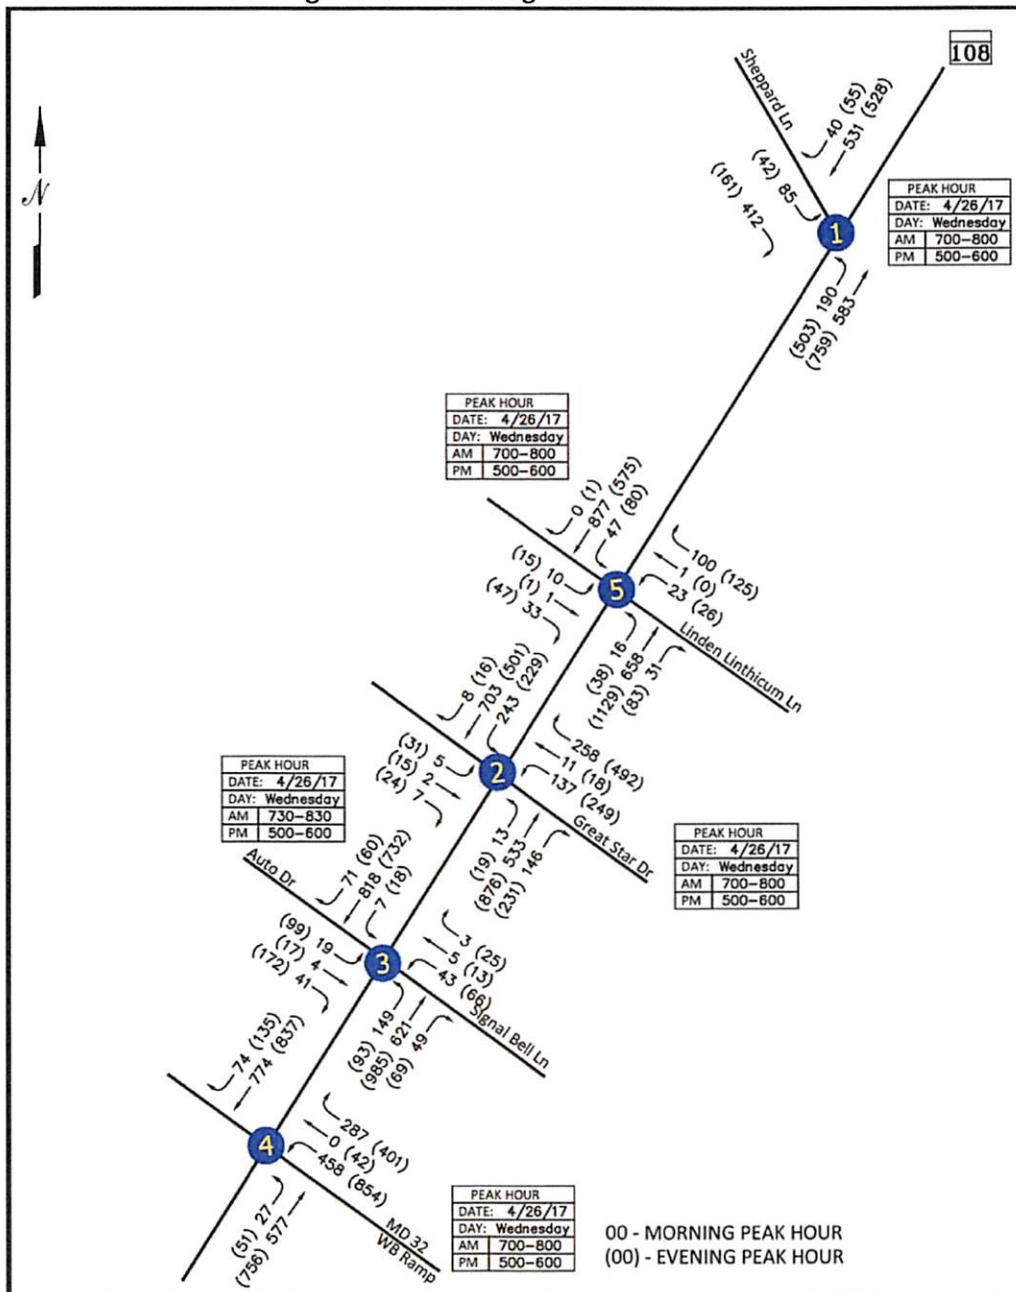 108
Sheppard Ln
40 (55)
531 (528)
(42) 85
(161) 412
N
1
PEAK HOUR
DATE: 4/26/17
DAY: Wednesday
AM 700-800
PM 500-600
(503) 190
(759) 583
PEAK HOUR
DATE: 4/26/17
DAY: Wednesday
AM 700-800
PM 500-600
0 (1)
877 (575)
47 (80)
(15) 10
(1) 1
(47) 33
5
100 (125)
1 (0)
23 (26)
Linden Linthicum Ln
(38) 16
(1129) 658
(83) 31
8 (16)
703 (501)
243 (229)
(31) 5
(15) 2
(24) 7
2
258 (492)
11 (18)
137 (249)
Great Star Dr
(19) 13
(876) 533
(231) 146
PEAK HOUR
DATE: 4/26/17
DAY: Wednesday
AM 730-830
PM 500-600
PEAK HOUR
DATE: 4/26/17
DAY: Wednesday
AM 700-800
PM 500-600
Auto Dr
71 (60)
818 (732)
7 (18)
(99) 19
(17) 4
(172) 41
3
3 (25)
5 (13)
43 (66)
Signal Bell Ln
(93) 149
(985) 621
(69) 49
74 (135)
774 (837)
4
287 (401)
0 (42)
458 (854)
MD 32
WB Ramp
(51) 27
(756) 577
PEAK HOUR
DATE: 4/26/17
DAY: Wednesday
AM 700-800
PM 500-600
00 - MORNING PEAK HOUR
(00) - EVENING PEAK HOUR